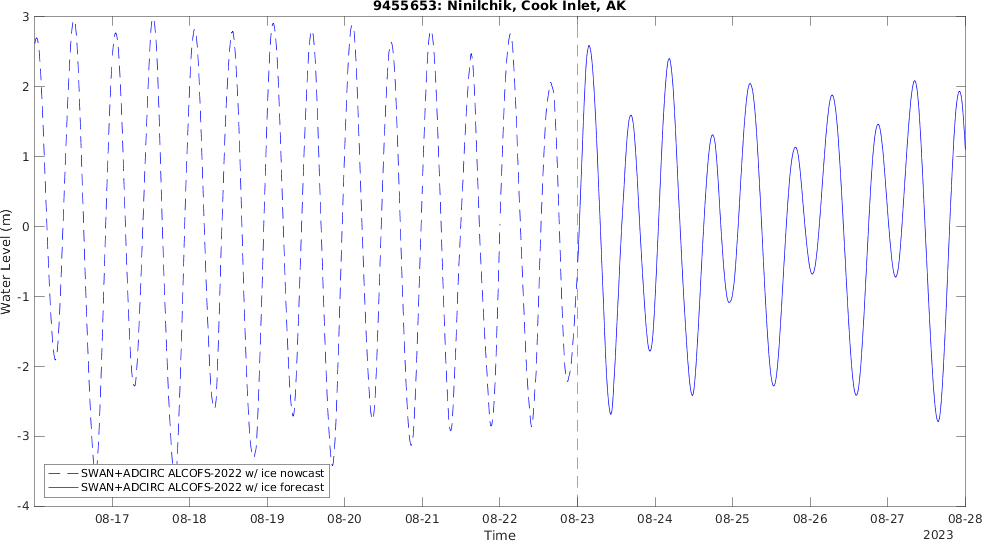 9455653: Ninilchik, Cook Inlet, AK
3
2
1
0
-1
-2
-3
-4
Water Level (m)
SWAN+ADCIRC ALCOFS-2022 w/ ice nowcast
SWAN+ADCIRC ALCOFS-2022 w/ ice forecast
08-17 08-18 08-19 08-20 08-21 08-22 08-23 08-24 08-25 08-26 08-27 08-28
Time
2023